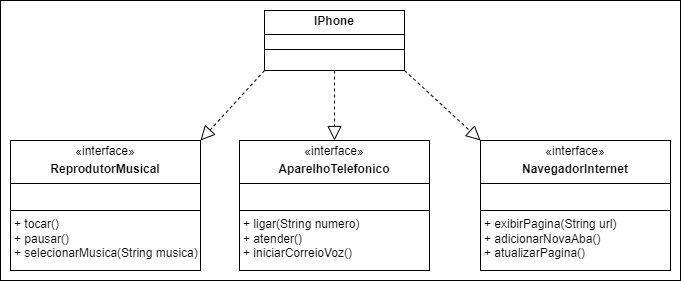 IPhone
«interface»
ReprodutorMusical
+ tocar()
+ pausar()
+ selecionarMusica(String musica)
«interface»
AparelhoTelefonico
+ ligar(String numero)
+ atender()
+ iniciarCorreioVoz()
«interface»
NavegadorInternet
+ exibirPagina(String url)
+ adicionarNovaAba()
+ atualizarPagina()